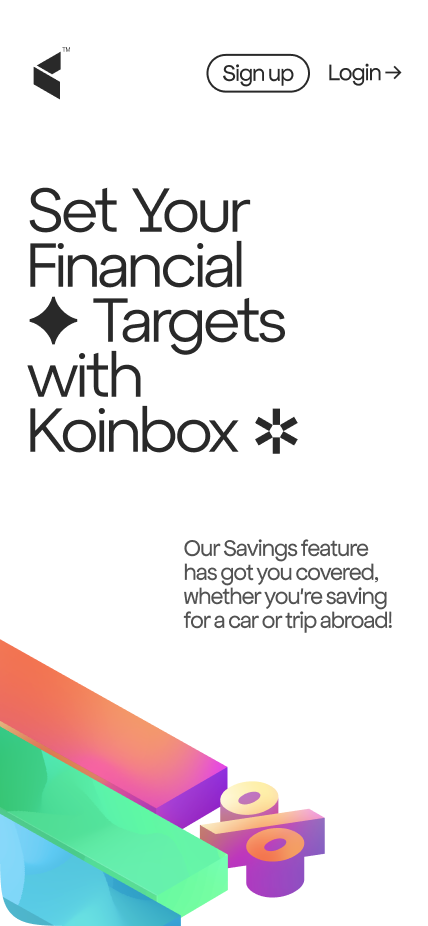 TM
Sign up
Login →
Set Your
Financial
✦ Targets
with
Koinbox ✲
Our Savings feature
has got you covered,
whether you're saving
for a car or trip abroad!
%